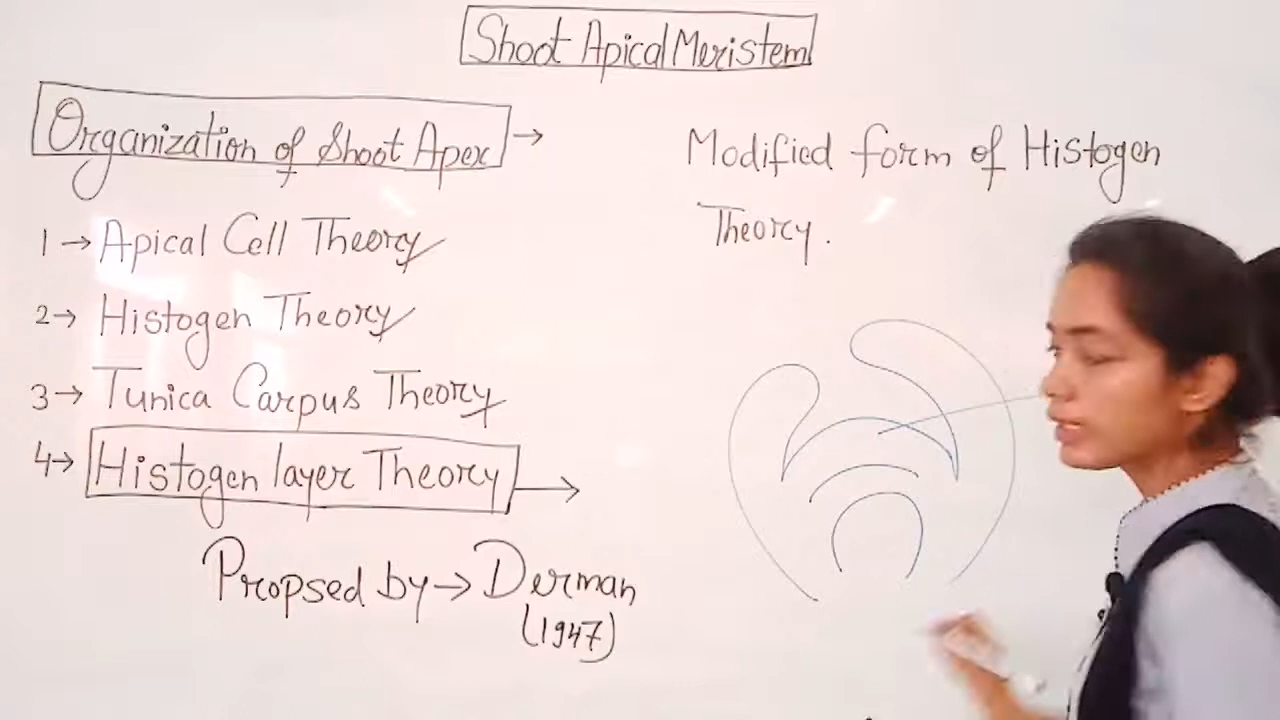 Shoot Apical Meristem
Organization of Shoot Apex →
1 → Apical Cell Theory
2 → Histogen Theory
3 → Tunica Carpus Theory
4 → Histogen layer Theory →
Propsed by → Derman
(1947)
Modified form of Histogen
Theory.